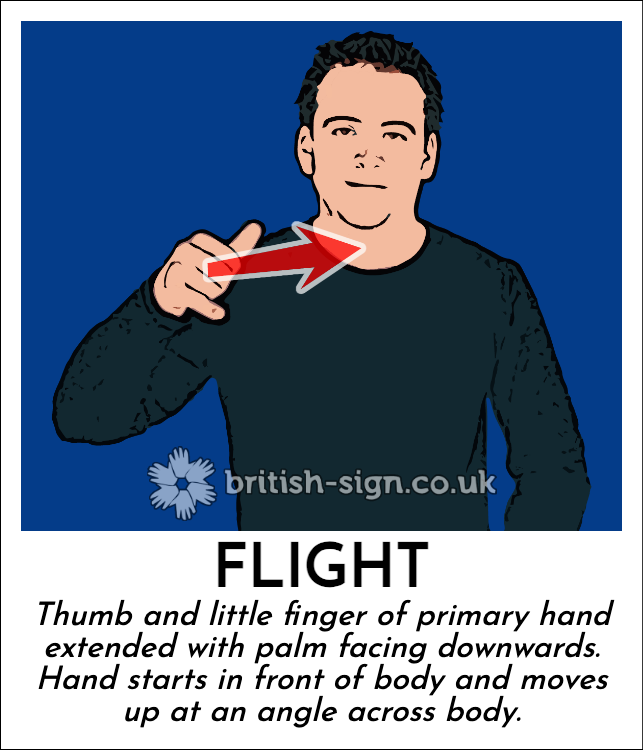 british-sign.co.uk
FLIGHT
Thumb and little finger of primary hand
extended with palm facing downwards.
Hand starts in front of body and moves
up at an angle across body.